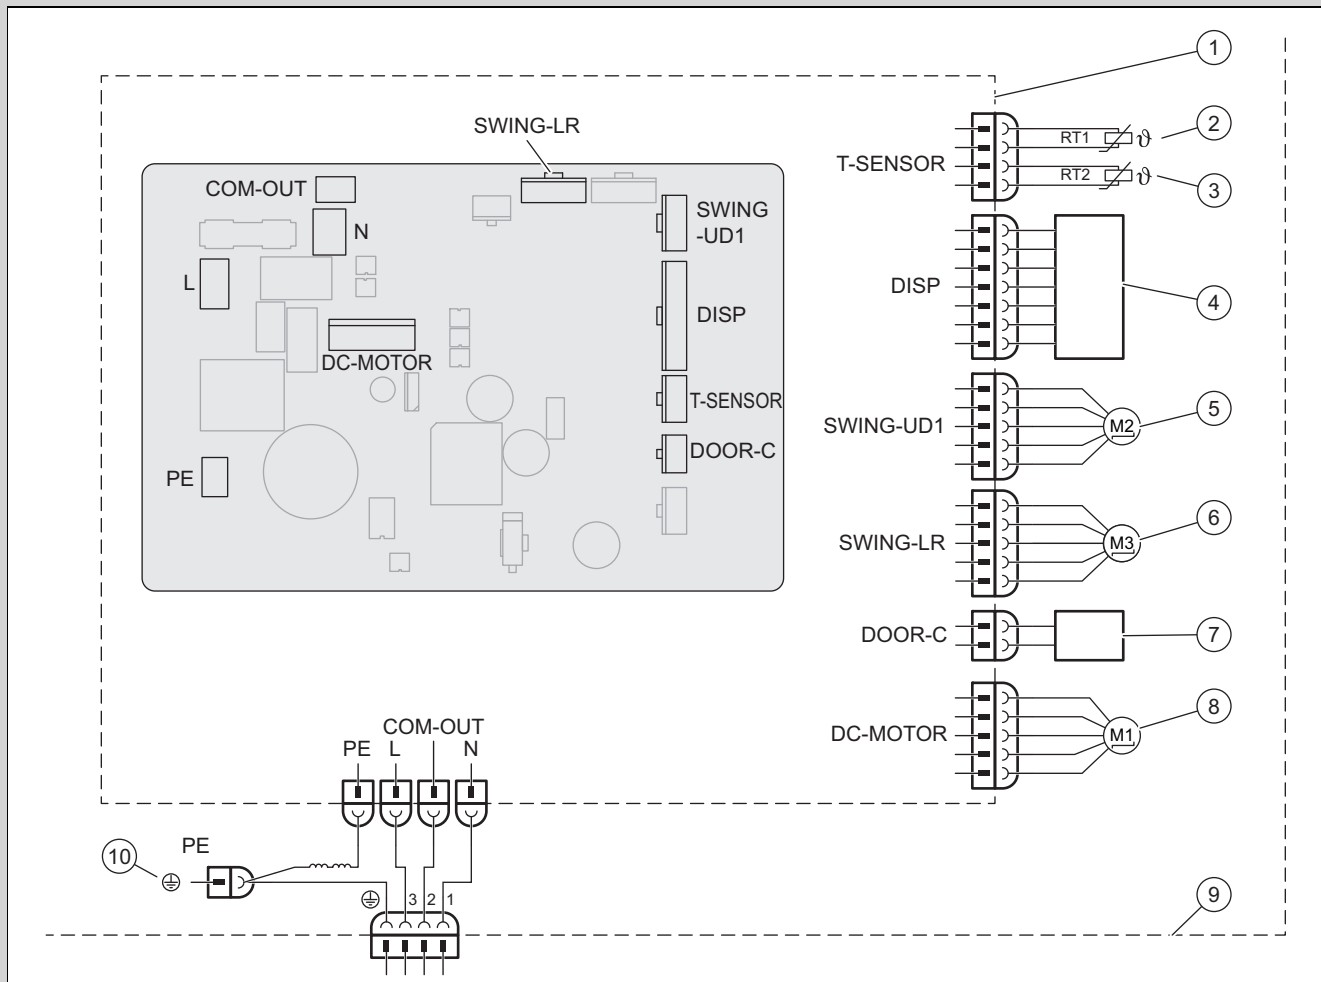 1
SWING-LR
2
RT1
ϑ
T-SENSOR
COM-OUT
RT2
ϑ
3
SWING
-UD1
N
L
DISP
4
DISP
DC-MOTOR
T-SENSOR
5
SWING-UD1
M2
DOOR-C
PE
6
SWING-LR
M3
DOOR-C
7
8
COM-OUT
DC-MOTOR
M1
PE L N
PE
10
3 2 1
9